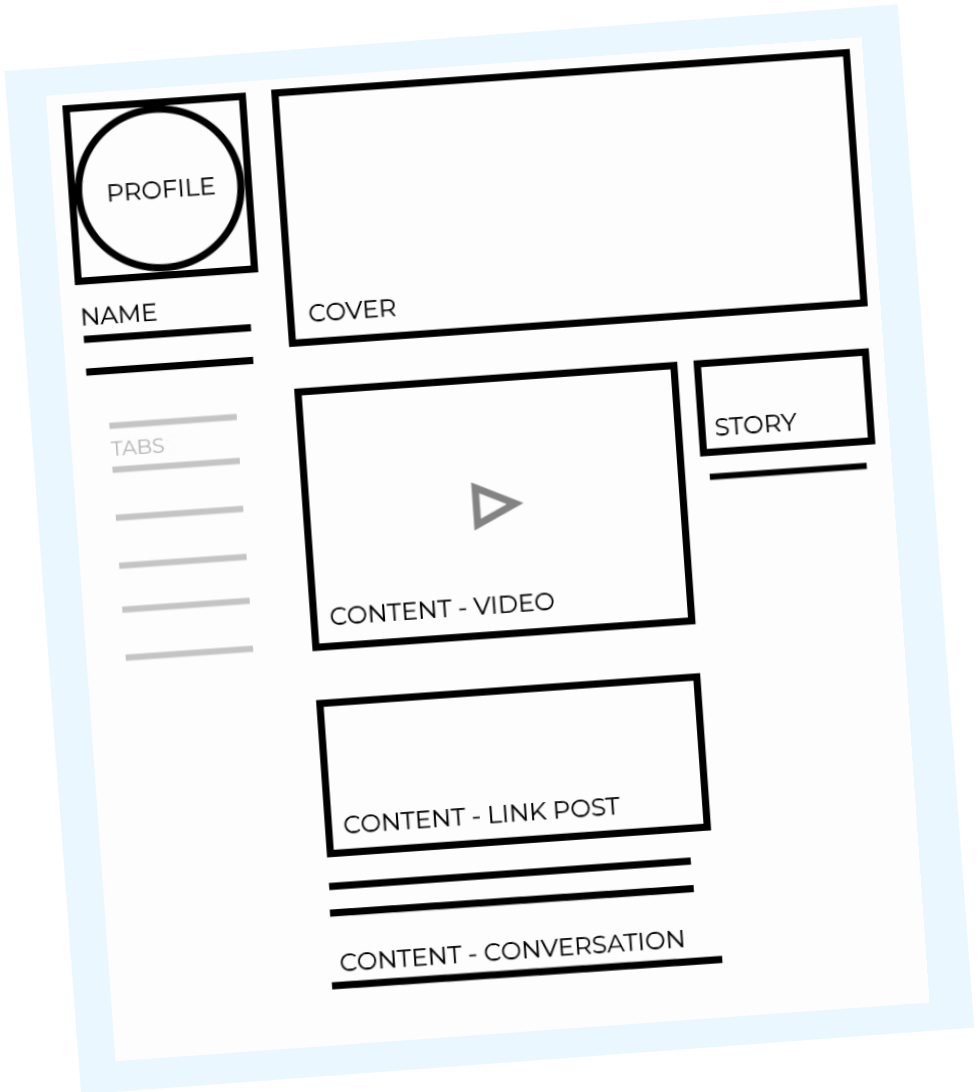 PROFILE
NAME
TABS
COVER
STORY
CONTENT - VIDEO
CONTENT - LINK POST
CONTENT - CONVERSATION